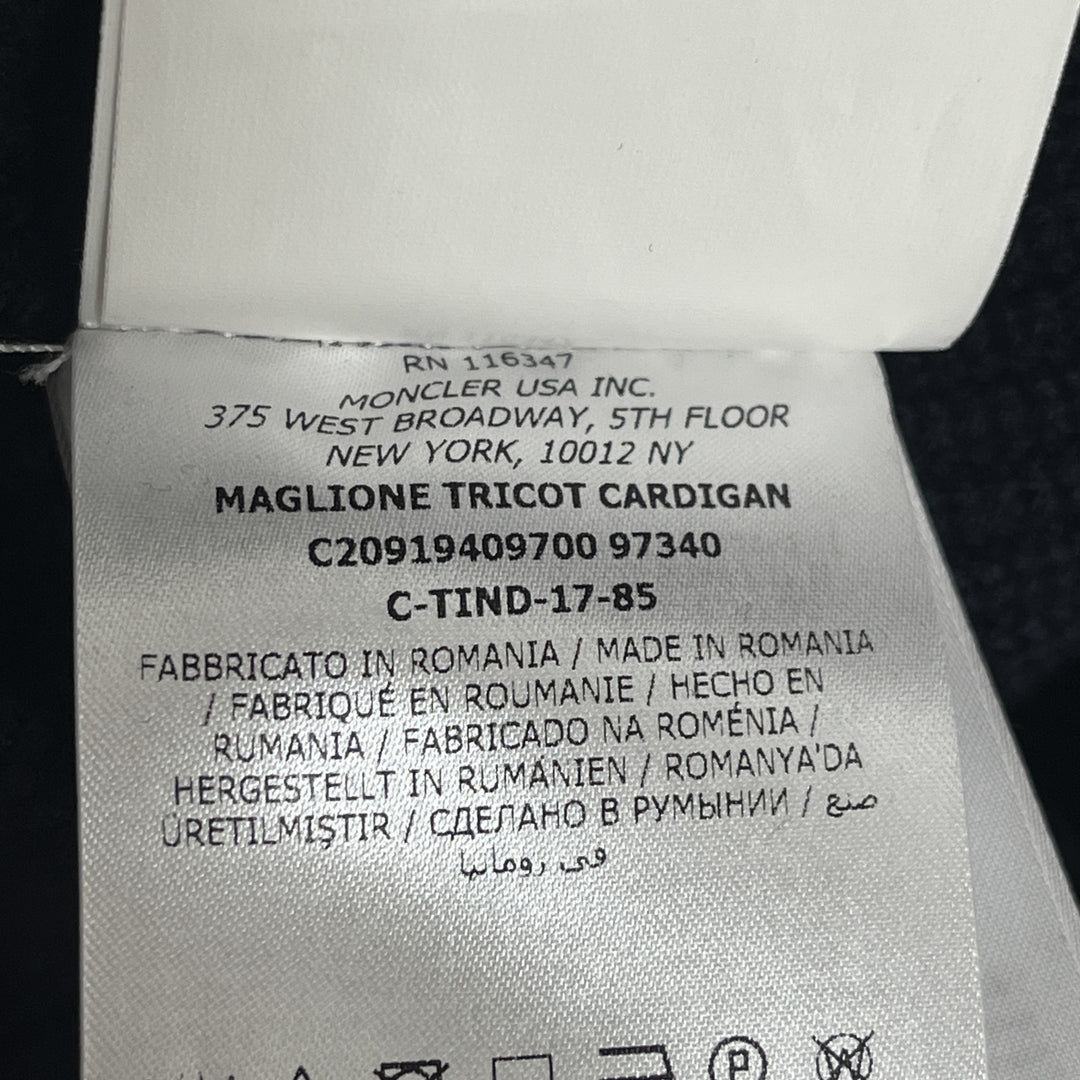 RN 116347
MONCLER USA INC.
375 WEST BROADWAY, 5TH FLOOR
NEW YORK, 10012 NY
MAGLIONE TRICOT CARDIGAN
C20919409700 97340
C-TIND-17-85
FABBRICATO IN ROMANIA / MADE IN ROMANIA
/ FABRIQUÉ EN ROUMANIE / HECHO EN
RUMANIA / FABRICADO NA ROMÉNIA /
HERGESTELLT IN RUMÄNIEN / ROMANYA'DA
ÜRETILMIŞTIR / СДЕЛАНО В РУМЫНИИ / صنع
في رومانيا
P
W